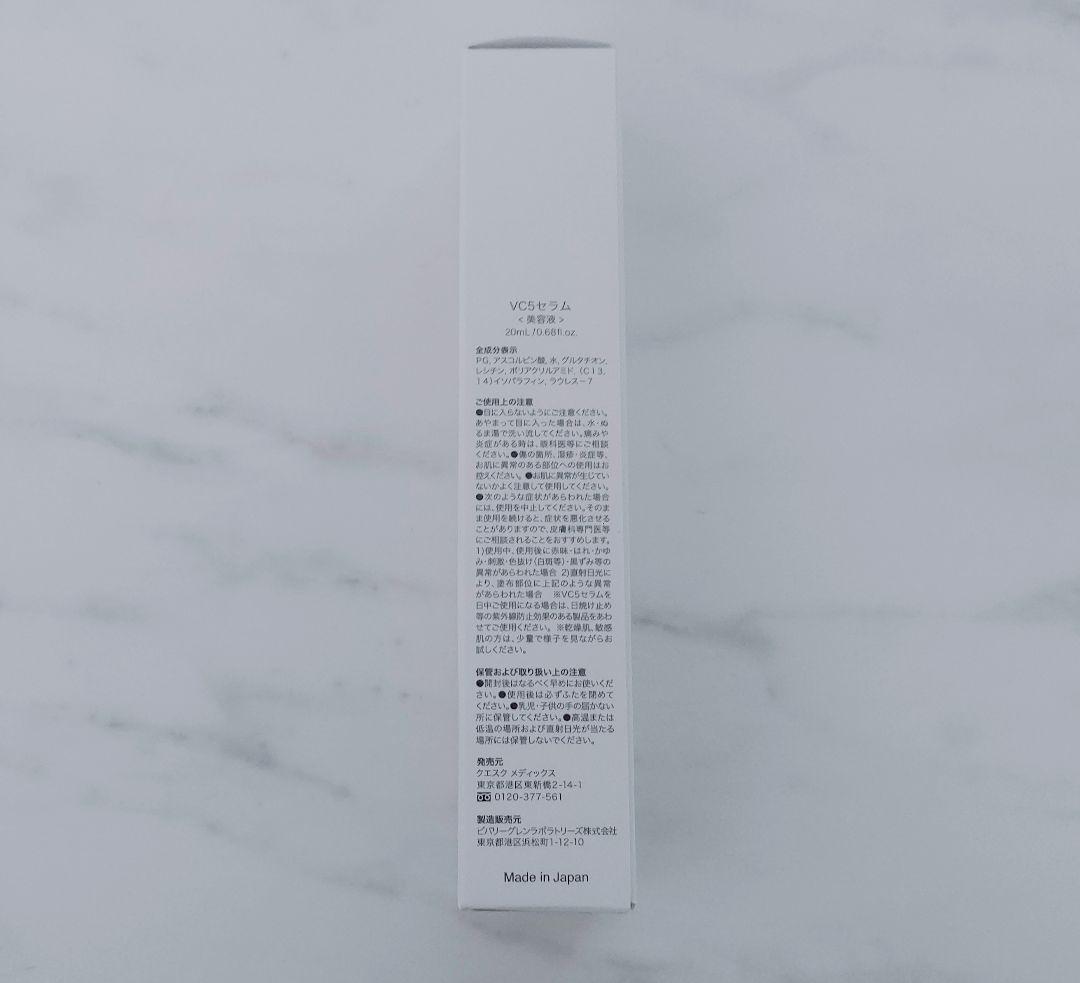 VC5セラム
＜美容液＞
20mL/0.68fl.oz.
全成分表示
PG, アスコルビン酸, 水, グルタチオン,
レシチン, ポリアクリルアミド, (C13,
14)イソパラフィン, ラウレス-7
ご使用上の注意
●目に入らないようにご注意ください。
あやまって目に入った場合は、水・ぬ
るま湯で洗い流してください。痛みや
炎症がある時は、眼科医等にご相談
ください。●傷の箇所、湿疹・炎症等、
お肌に異常のある部位への使用はお
控えください。●お肌に異常が生じてい
ないかよく注意して使用してください。
●次のような症状があらわれた場合
には、使用を中止してください。そのま
ま使用を続けると、症状を悪化させる
ことがありますので、皮膚科専門医等
にご相談されることをおすすめします。
1)使用中、使用後に赤味・はれ・かゆ
み・刺激・色抜け(白斑等)・黒ずみ等の
異常があらわれた場合 2)直射日光に
より、塗布部位に上記のような異常
があらわれた場合 ※VC5セラムを
日中ご使用になる場合は、日焼け止め
等の紫外線防止効果のある製品をあわ
せてご使用ください。※乾燥肌、敏感
肌の方は、少量で様子を見ながらお
試しください。
保管および取り扱い上の注意
●開封後はなるべく早めにお使いくだ
さい。●使用後は必ずふたを閉めて
ください。●乳児・子供の手の届かない
所に保管してください。●高温または
低温の場所および直射日光が当たる
場所には保管しないでください。
発売元
クエスク メディックス
東京都港区東新橋2-14-1
0120-377-561
製造販売元
ビバリーグレンラボラトリーズ株式会社
東京都港区浜松町1-12-10
Made in Japan